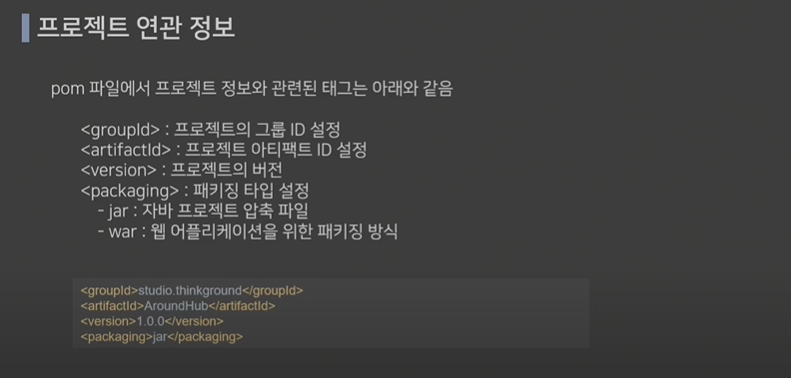 프로젝트 연관 정보
pom 파일에서 프로젝트 정보와 관련된 태그는 아래와 같음
<groupId> : 프로젝트의 그룹 ID 설정
<artifactId> : 프로젝트 아티팩트 ID 설정
<version> : 프로젝트의 버전
<packaging> : 패키징 타입 설정
- jar : 자바 프로젝트 압축 파일
- war : 웹 어플리케이션을 위한 패키징 방식
<groupId>studio.thinkground</groupId>
<artifactId>AroundHub</artifactId>
<version>1.0.0</version>
<packaging>jar</packaging>